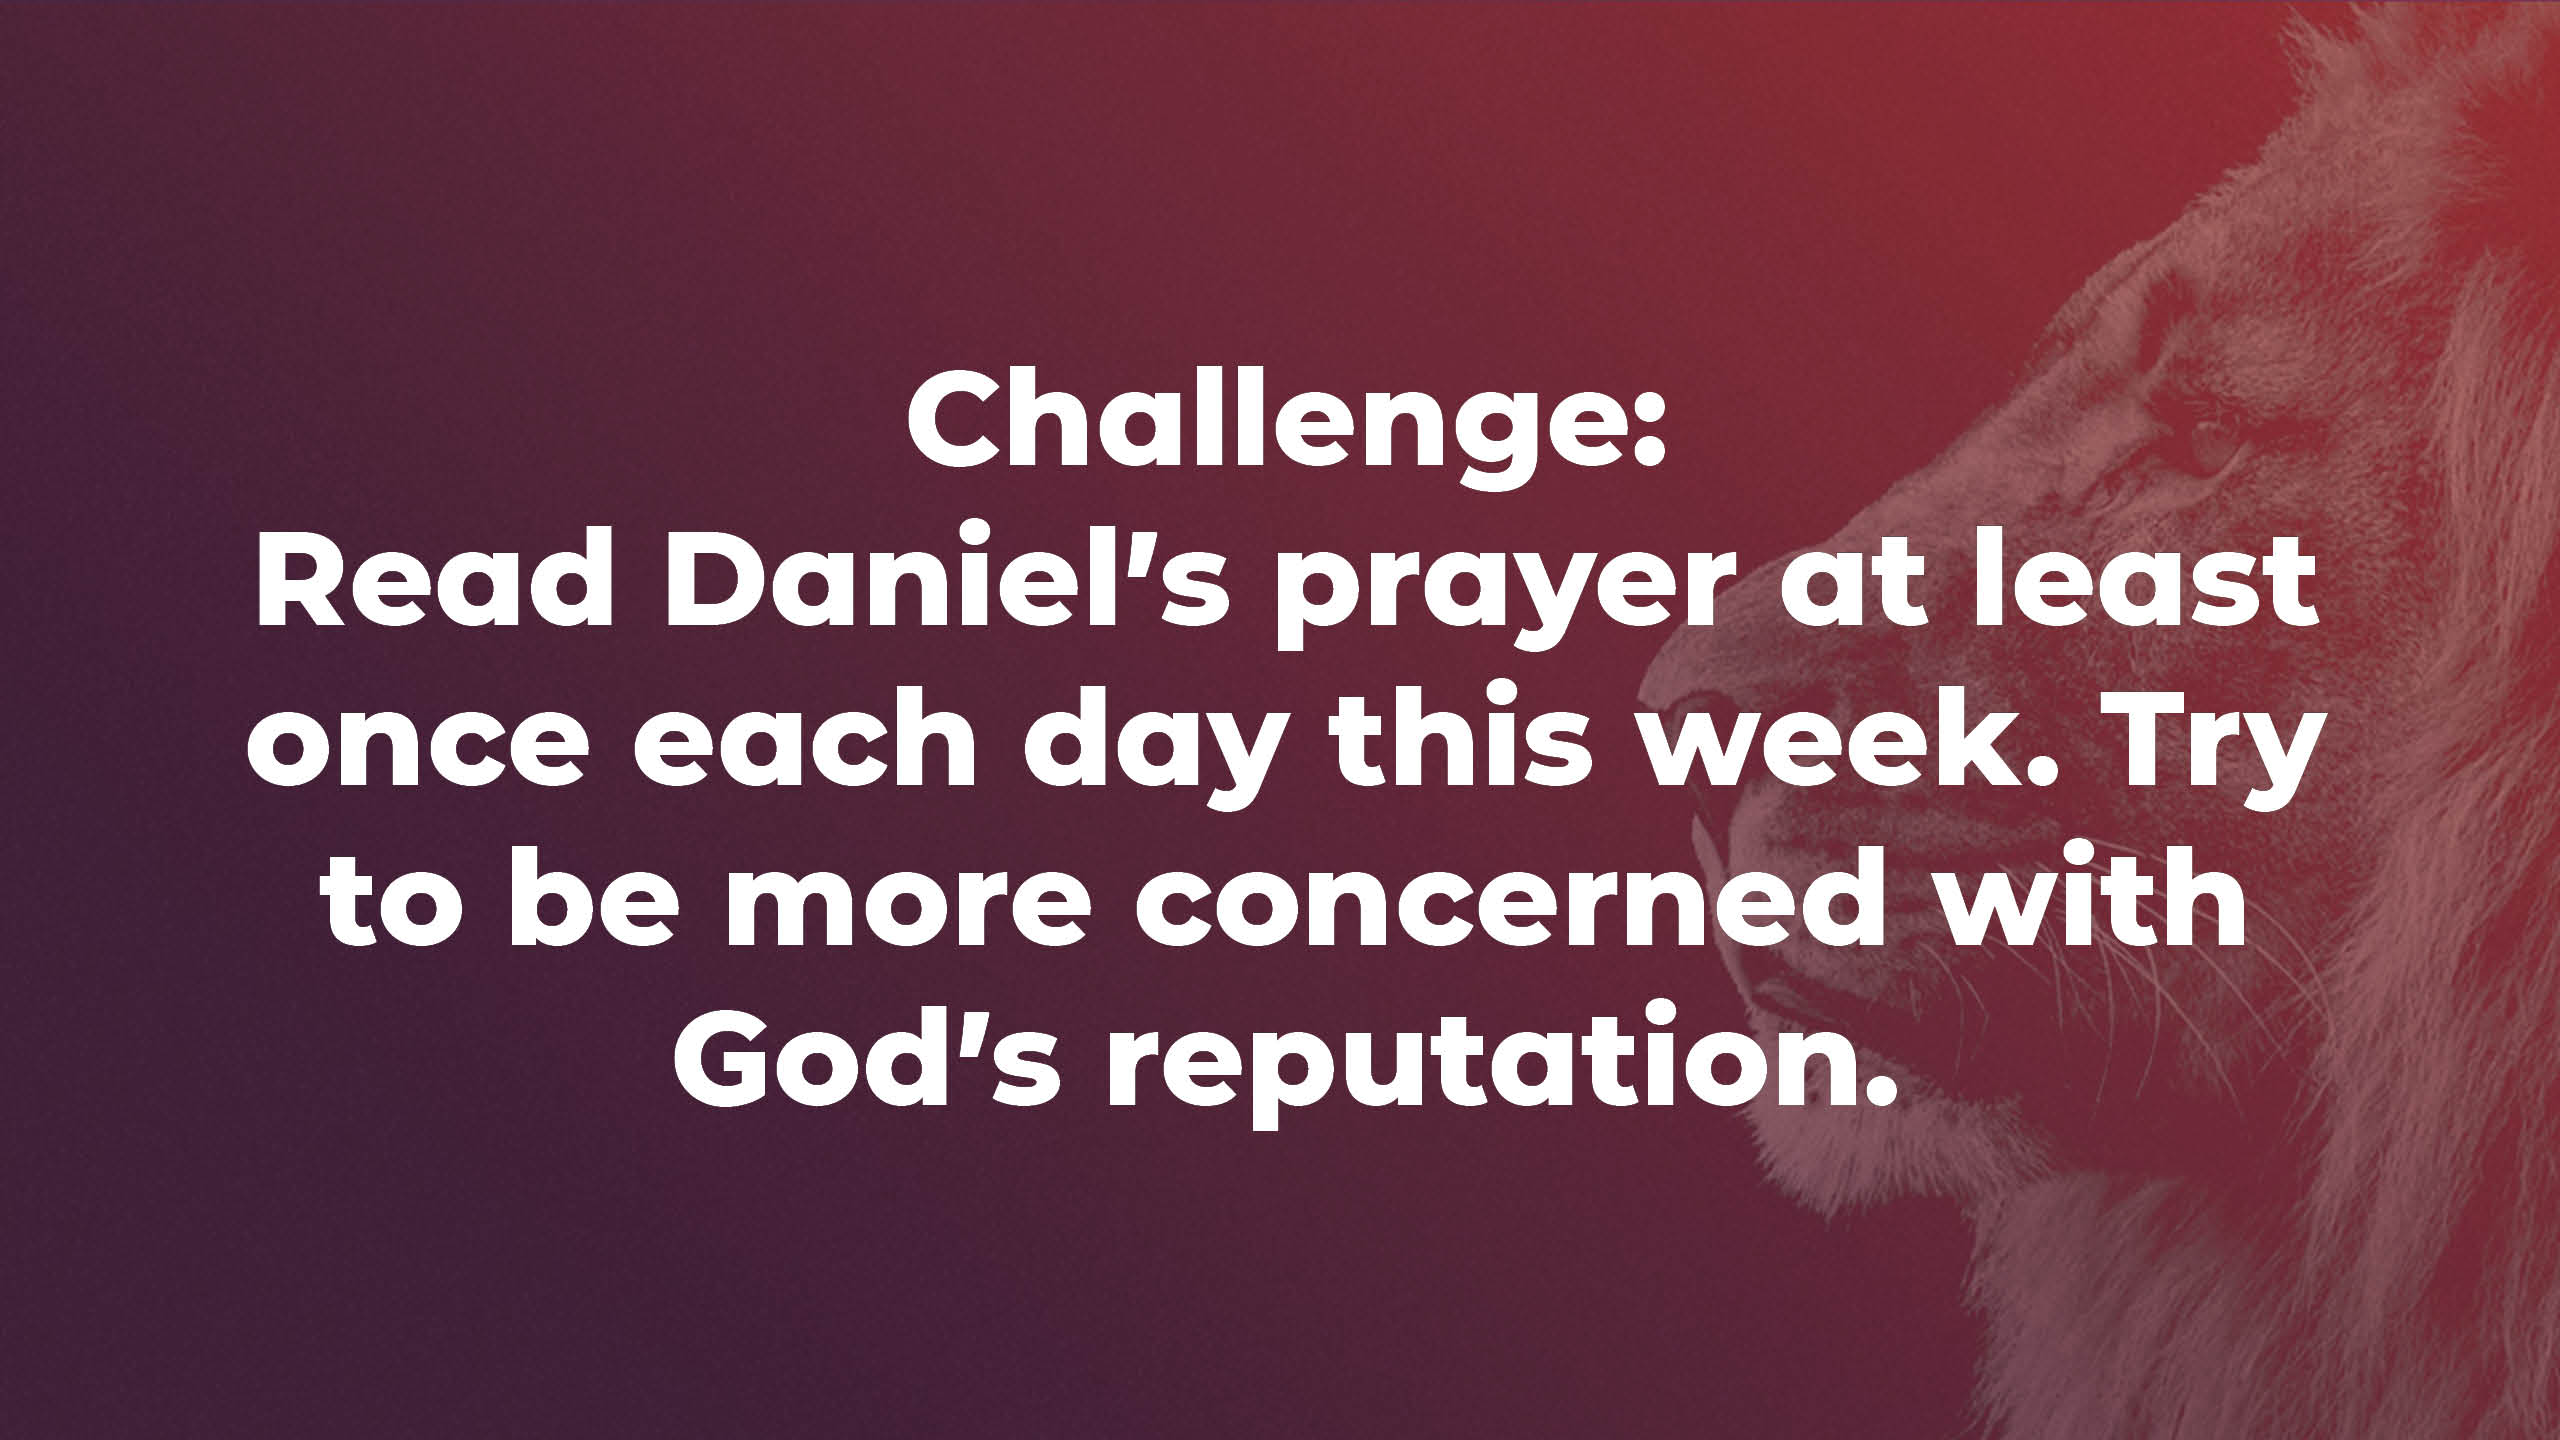 Challenge:
Read Daniel's prayer at least
once each day this week. Try
to be more concerned with
God's reputation.